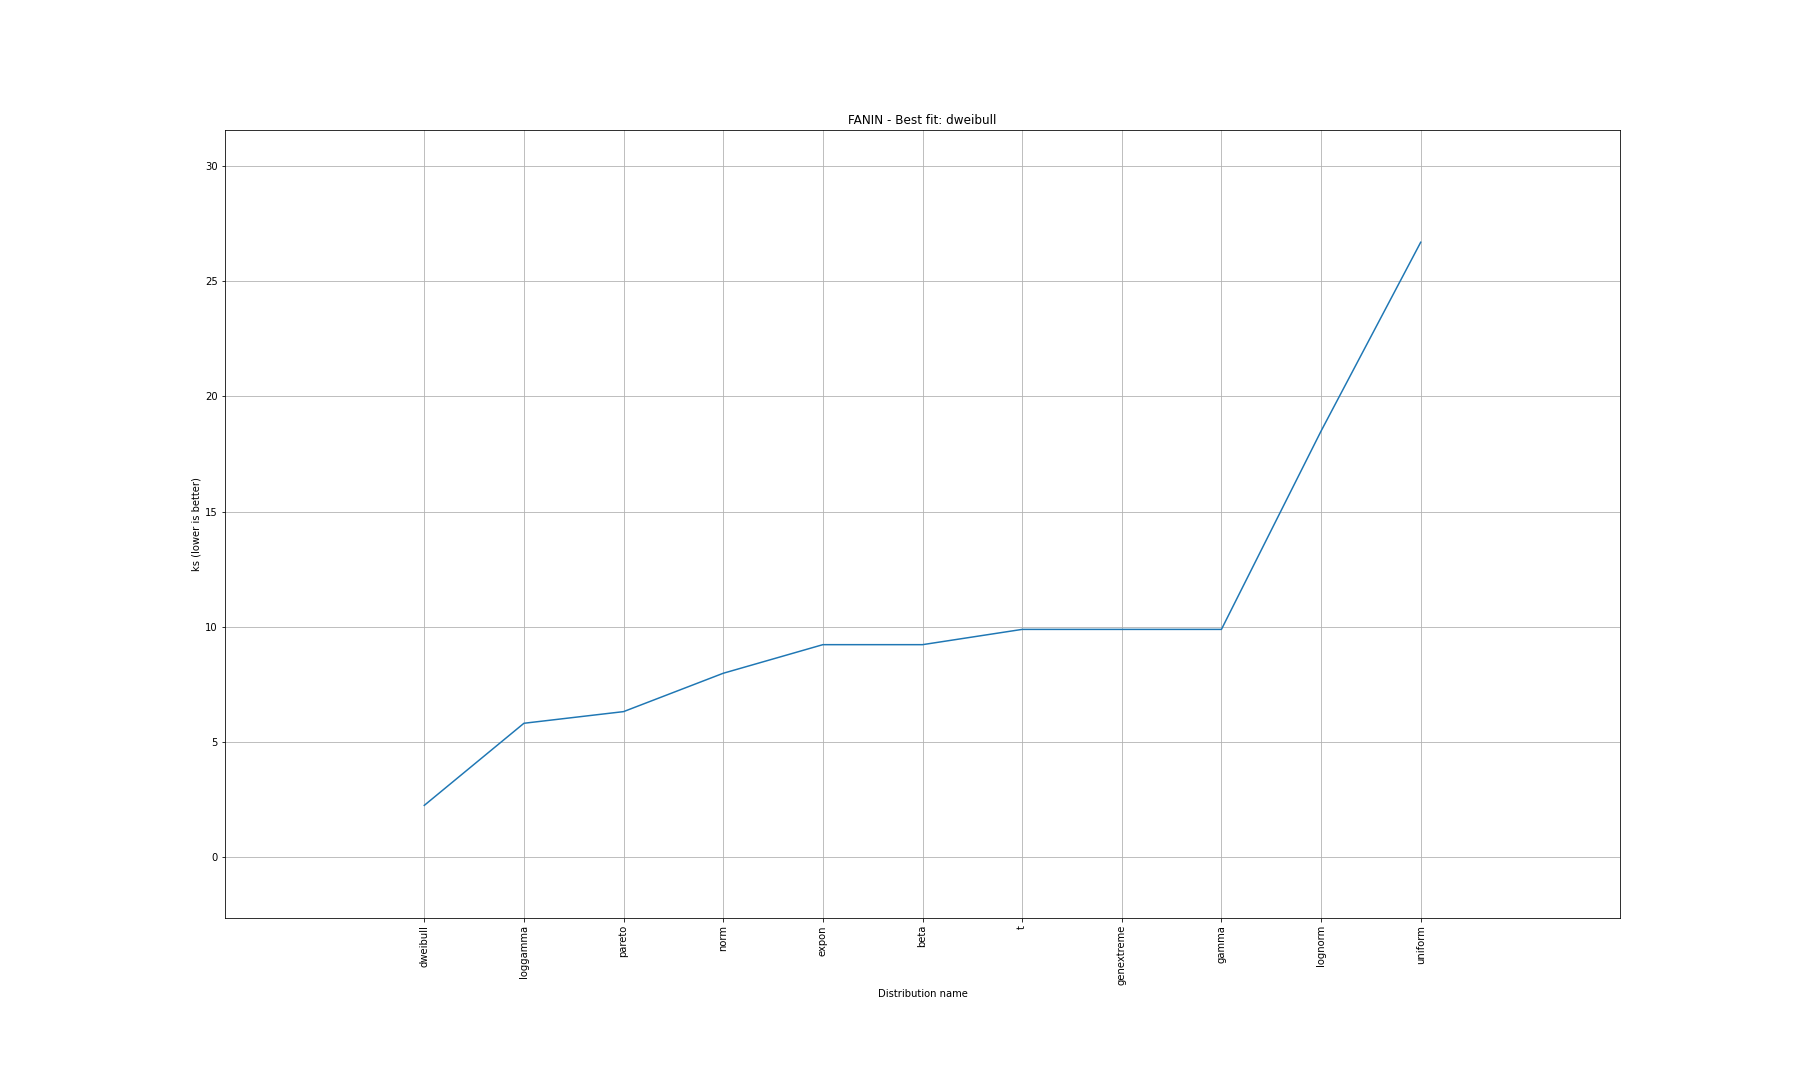 FANIN - Best fit: dweibull
ks (lower is better)
30
25
20
15
10
5
0
dweibull
loggamma
pareto
norm
expon
beta
t
genextreme
gamma
lognorm
uniform
Distribution name